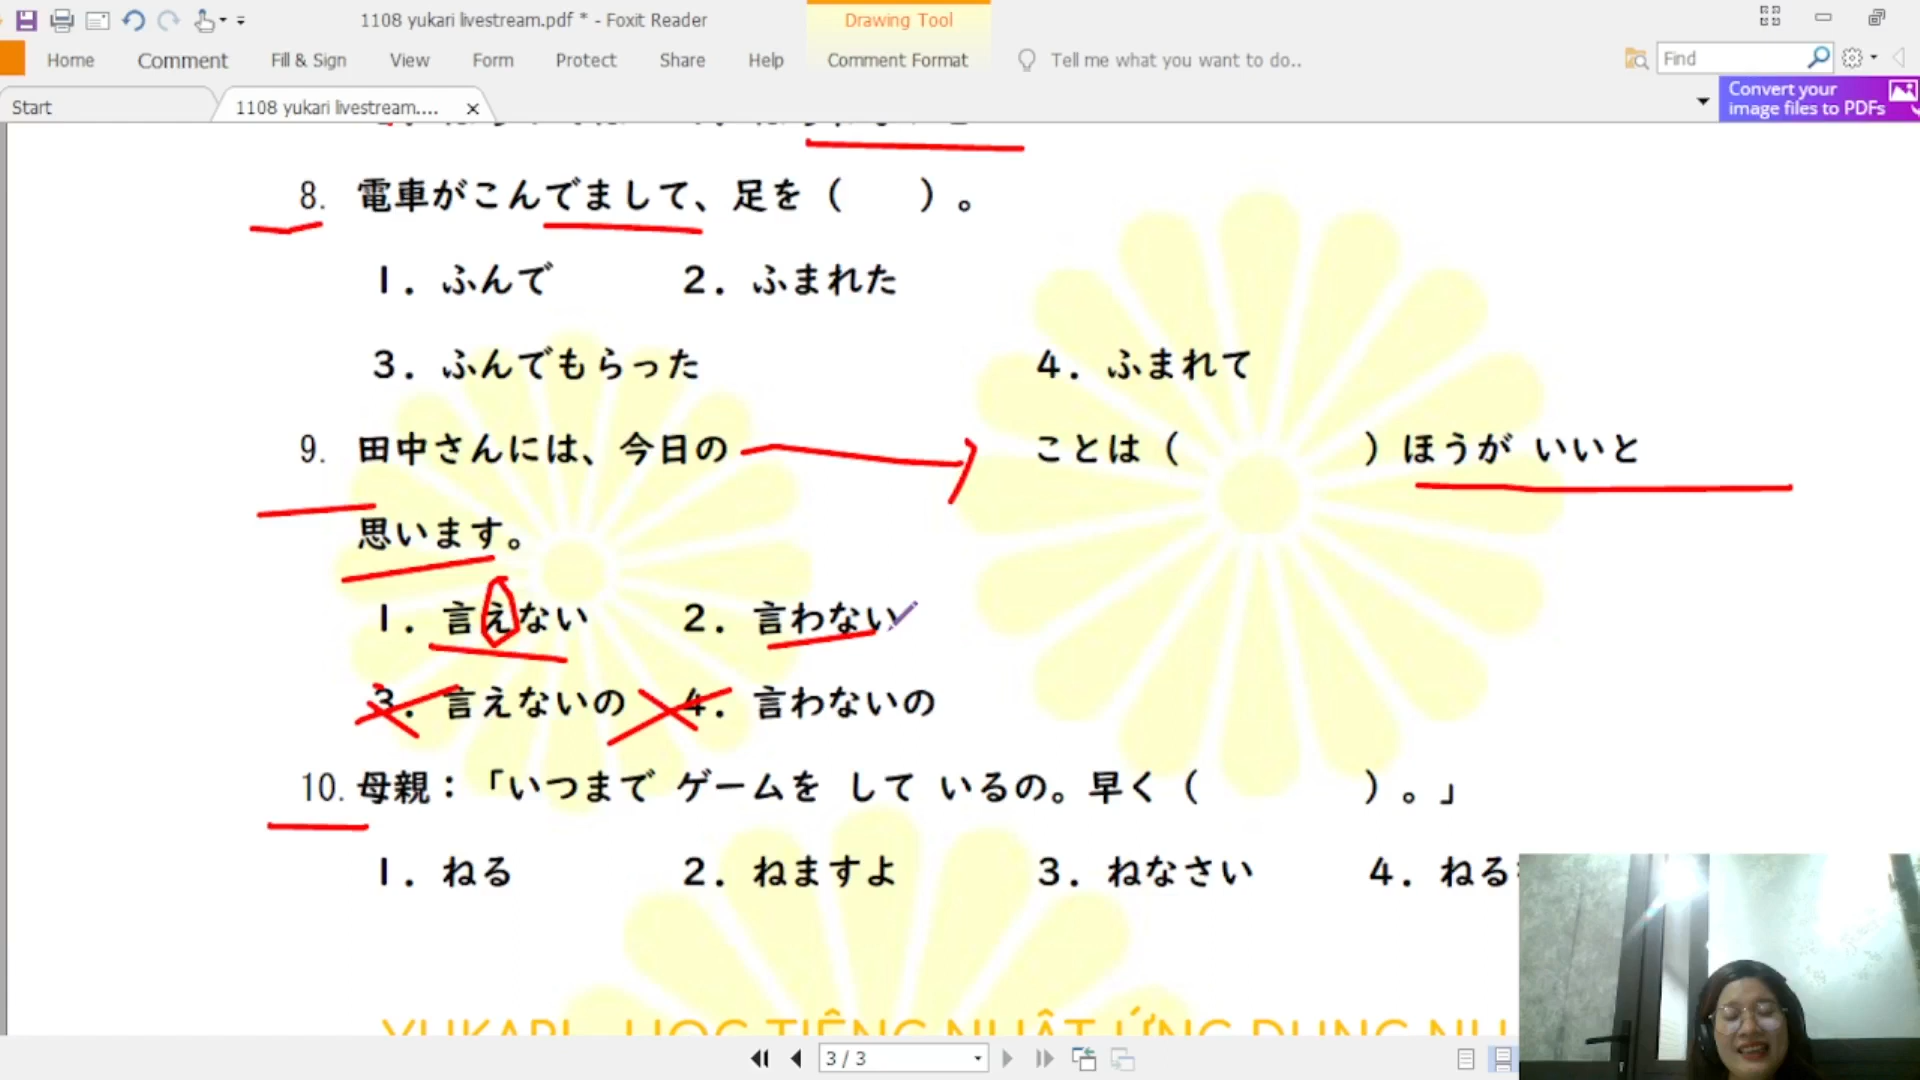 1108 yukari livestream.pdf * - Foxit Reader
Drawing Tool
Home Comment Fill & Sign View Form Protect Share Help Comment Format Tell me what you want to do.. Find
Start 1108 yukari livestream.... Convert your image files to PDFs
8. 電車がこんでまして、足を（ ）。
1. ふんで 2. ふまれた
3. ふんでもらった 4. ふまれて
9. 田中さんには、今日の ことは（ ）ほうが いいと
思います。
1. 言えない 2. 言わない
3. 言えないの 4. 言わないの
10. 母親：「いつまで ゲームを して いるの。早く（ ）。」
1. ねる 2. ねますよ 3. ねなさい 4. ねる
YUKARI - HỌC TIẾNG NHẬT ỨNG DỤNG NH
3 / 3